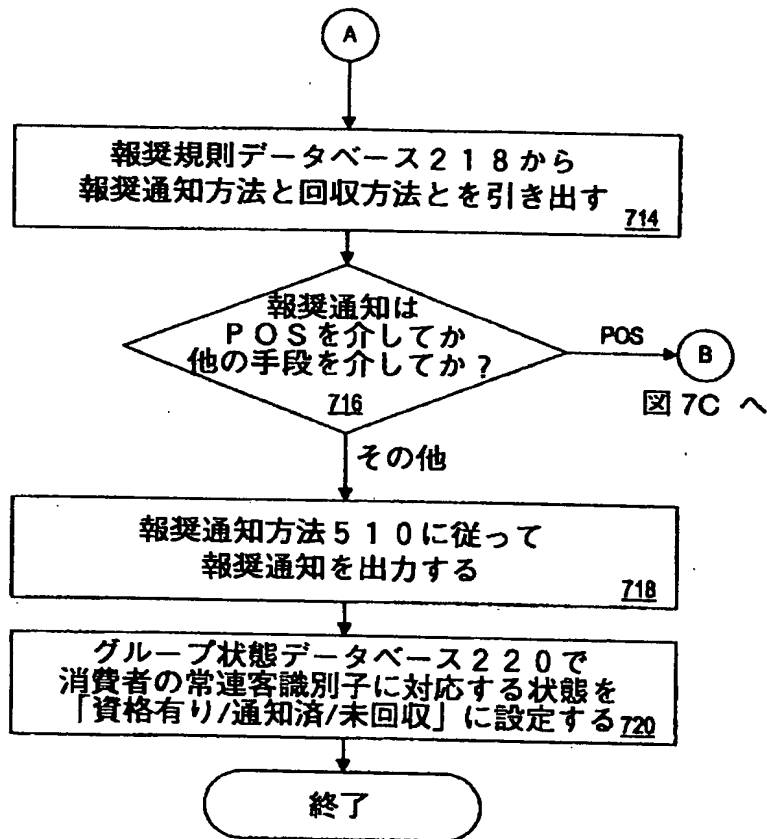 A
報奨規則データベース２１８から
報奨通知方法と回収方法とを引き出す
714
報奨通知は
ＰＯＳを介してか
他の手段を介してか？
716
POS
B
図 7C へ
その他
報奨通知方法５１０に従って
報奨通知を出力する
718
グループ状態データベース２２０で
消費者の常連客識別子に対応する状態を
「資格有り/通知済/未回収」に設定する
720
終了